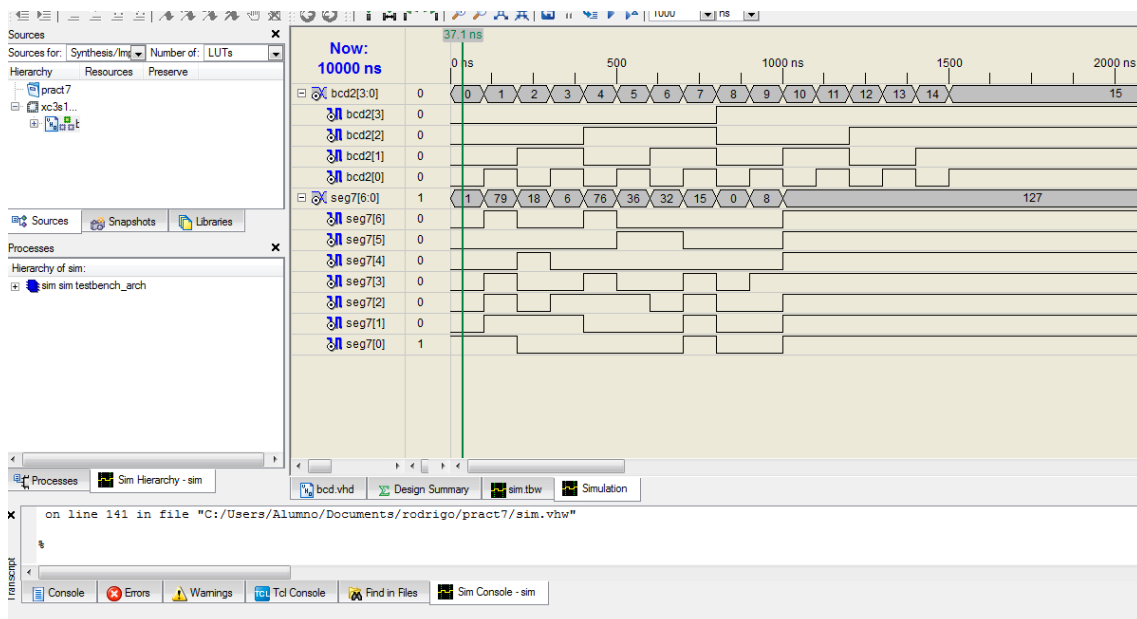 1000 ns
Sources
Sources for: Synthesis/Im Number of: LUTs
Hierarchy Resources Preserve
pract7
xc3s1...
Sources Snapshots Libraries
Processes
Hierarchy of sim:
sim sim testbench_arch
Processes Sim Hierarchy - sim
37.1 ns
Now:
10000 ns
0 ns 500 1000 ns 1500 2000 ns
bcd2[3:0] 0 0 1 2 3 4 5 6 7 8 9 10 11 12 13 14 15
bcd2[3] 0
bcd2[2] 0
bcd2[1] 0
bcd2[0] 0
seg7[6:0] 1 1 79 18 6 76 36 32 15 0 8 127
seg7[6] 0
seg7[5] 0
seg7[4] 0
seg7[3] 0
seg7[2] 0
seg7[1] 0
seg7[0] 1
bcd.vhd Design Summary sim.tbw Simulation
on line 141 in file "C:/Users/Alumno/Documents/rodrigo/pract7/sim.vhw"
%
Transcript
Console Errors Warnings Tcl Console Find in Files Sim Console - sim